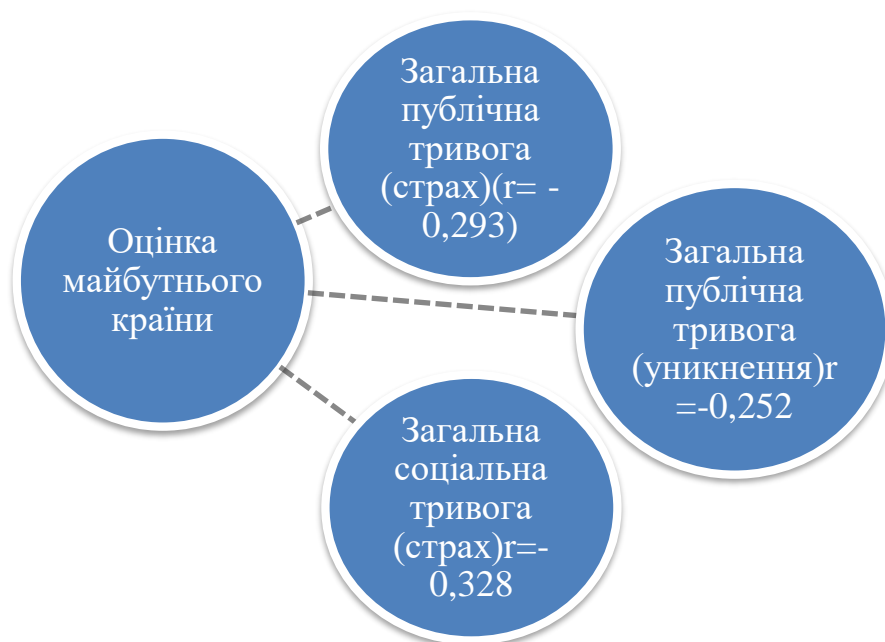 Оцінка
майбутнього
країни
Загальна
публічна
тривога
(страх)(r= -
0,293)
Загальна
публічна
тривога
(уникнення)r
=-0,252
Загальна
соціальна
тривога
(страх)r=-
0,328